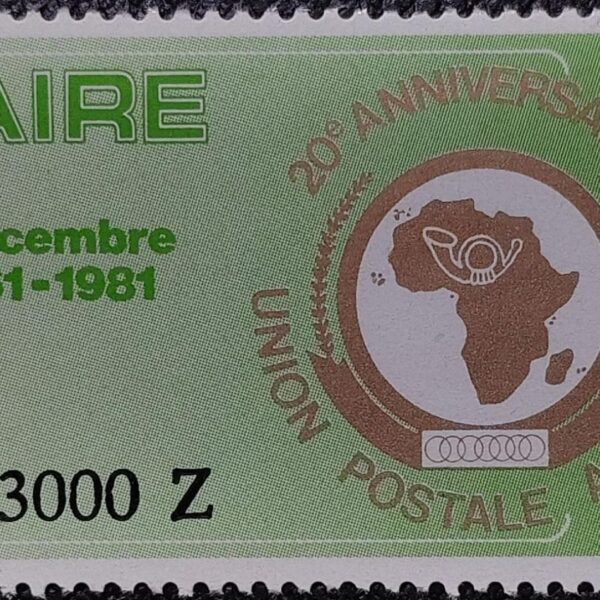 AIRE
cembre
1-1981
3000 Z
20e ANNIVERSA
UNION POSTALE A